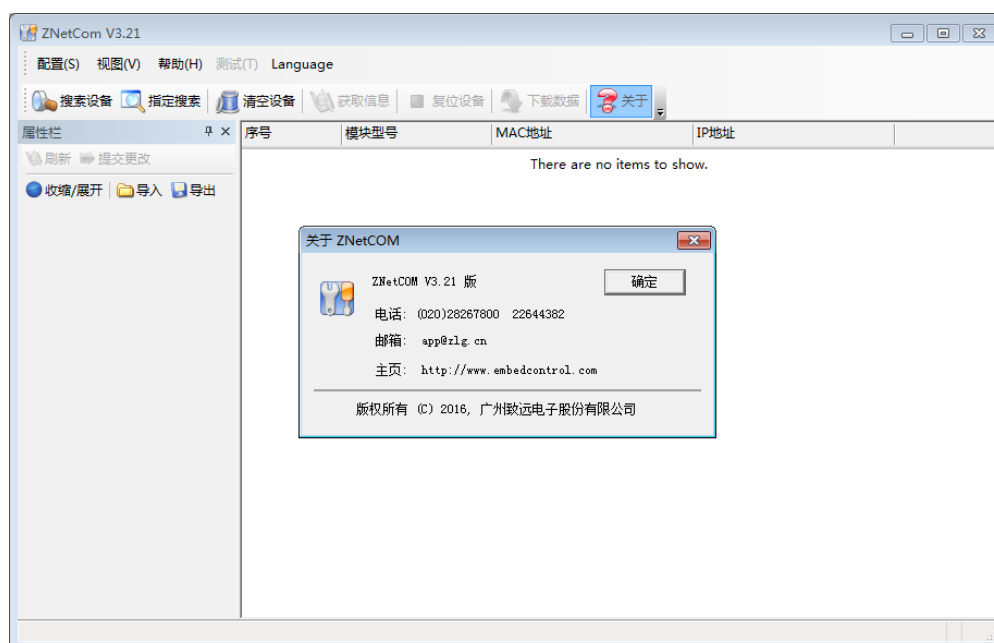 ZNetCom V3.21
配置(S) 视图(V) 帮助(H) 测试(T) Language
搜索设备 指定搜索 清空设备 获取信息 复位设备 下载数据 关于
属性栏 序号 模块型号 MAC地址 IP地址
刷新 提交更改
There are no items to show.
收缩/展开 导入 导出
关于 ZNetCOM
ZNetCOM V3.21 版
确定
电话: (020)28267800 22644382
邮箱: app@zlg.cn
主页: http://www.embedcontrol.com
版权所有 (C) 2016, 广州致远电子股份有限公司